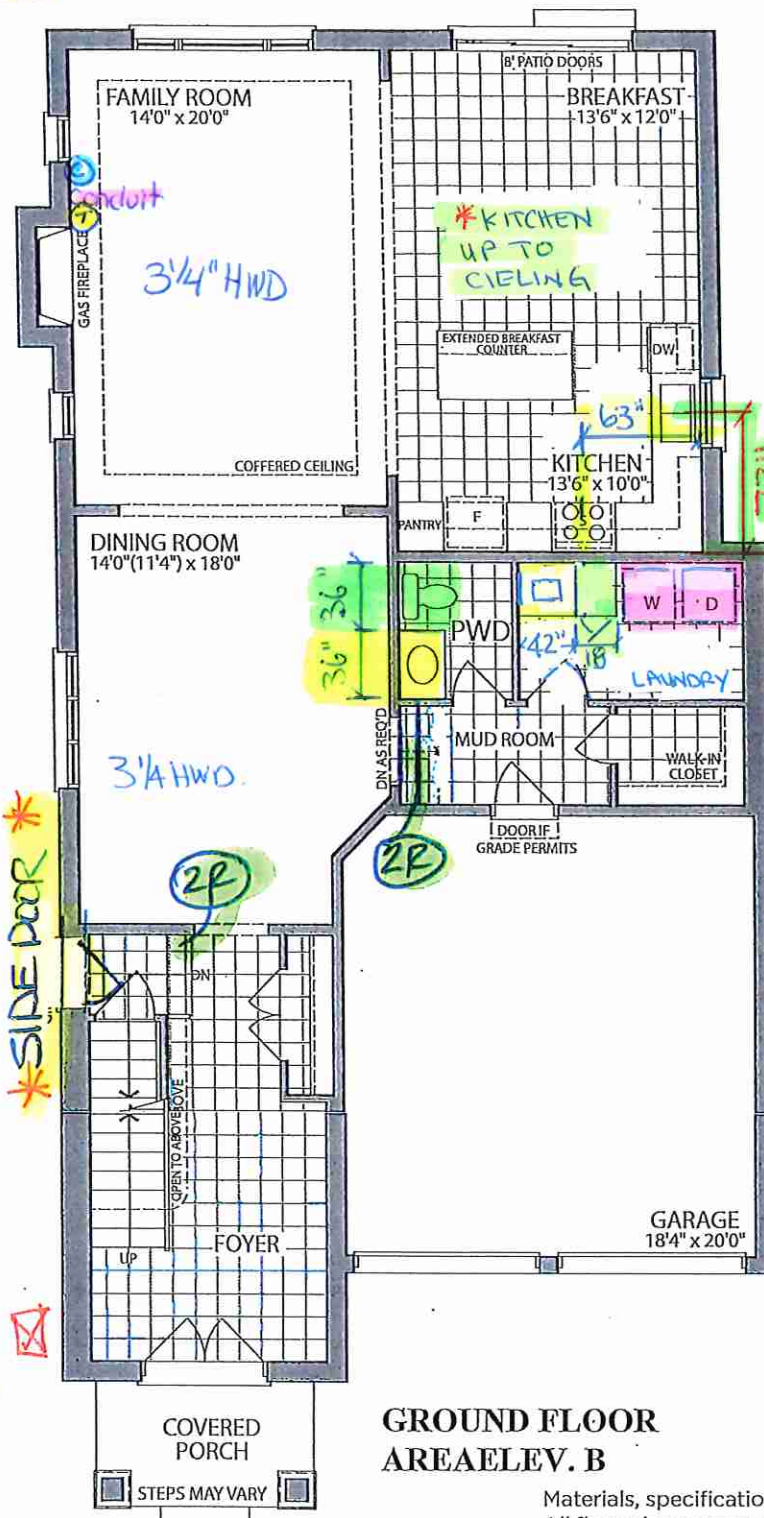 FAMILY ROOM
14'0" x 20'0"
8' PATIO DOORS
BREAKFAST
13'6" x 12'0"
C
conduit
T
GAS FIREPLACE
3 1/4" HWD
* KITCHEN
UP TO
CIELING
EXTENDED BREAKFAST
COUNTER
DW
63"
COFFERED CEILING
KITCHEN
13'6" x 10'0"
PANTRY
F
S
DINING ROOM
14'0"(11'4") x 18'0"
36"
36"
PWD
W
D
42"
18
LAUNDRY
DN AS REQ'D
MUD ROOM
WALK-IN
CLOSET
3 1/4 HWD.
DOOR IF
GRADE PERMITS
2R
2R
* SIDE DOOR *
DN
OPEN TO ABOVE
FOYER
UP
GARAGE
18'4" x 20'0"
COVERED
PORCH
STEPS MAY VARY
GROUND FLOOR
AREAELEV. B
Materials, specificatio